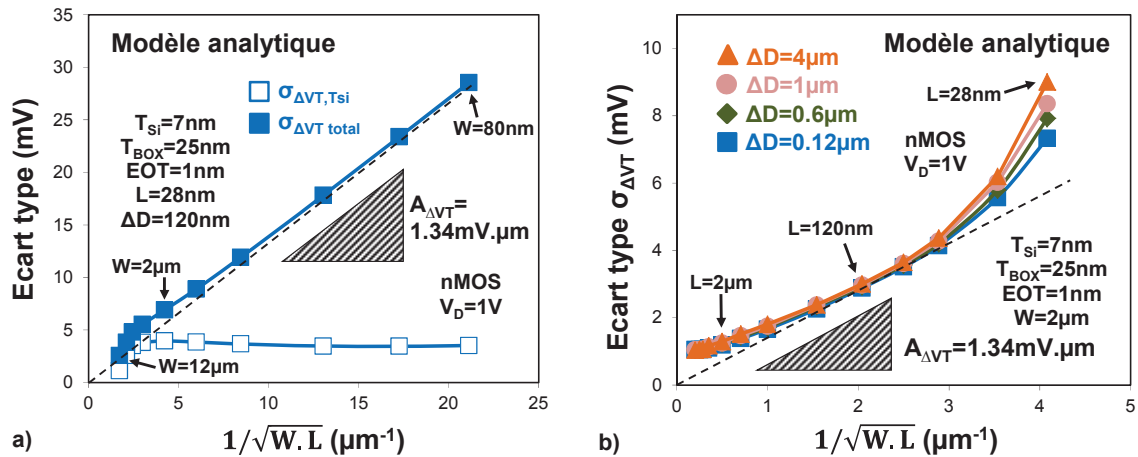 Modèle analytique
σΔVT,Tsi
σΔVT total
TSi=7nm
TBOX=25nm
EOT=1nm
L=28nm
ΔD=120nm
W=2µm
W=12µm
W=80nm
AΔVT=
1.34mV.µm
nMOS
VD=1V
Ecart type (mV)
35
30
25
20
15
10
5
0
0 5 10 15 20 25
1/√W.L (µm-1)
a)
Modèle analytique
ΔD=4µm
ΔD=1µm
ΔD=0.6µm
ΔD=0.12µm
L=28nm
nMOS
VD=1V
L=120nm
L=2µm
TSi=7nm
TBOX=25nm
EOT=1nm
W=2µm
AΔVT=1.34mV.µm
Ecart type σΔVT (mV)
10
8
6
4
2
0
0 1 2 3 4 5
1/√W.L (µm-1)
b)